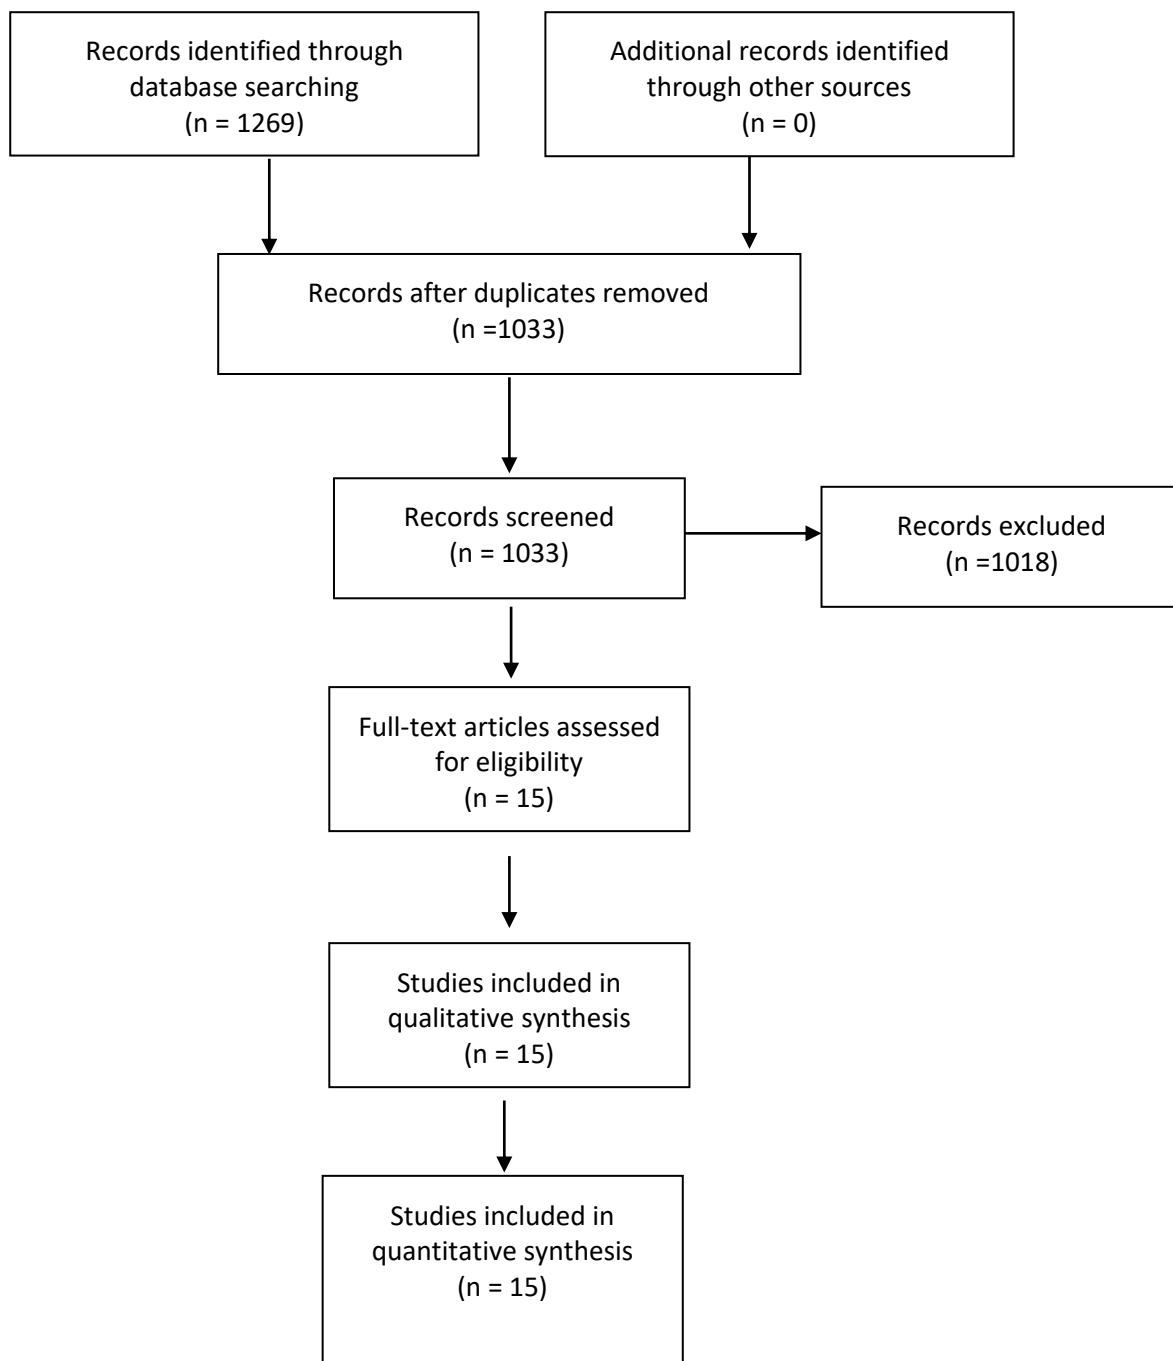 Records identified through
database searching
(n = 1269)
Additional records identified
through other sources
(n = 0)
Records after duplicates removed
(n =1033)
Records screened
(n = 1033)
Records excluded
(n =1018)
Full-text articles assessed
for eligibility
(n = 15)
Studies included in
qualitative synthesis
(n = 15)
Studies included in
quantitative synthesis
(n = 15)